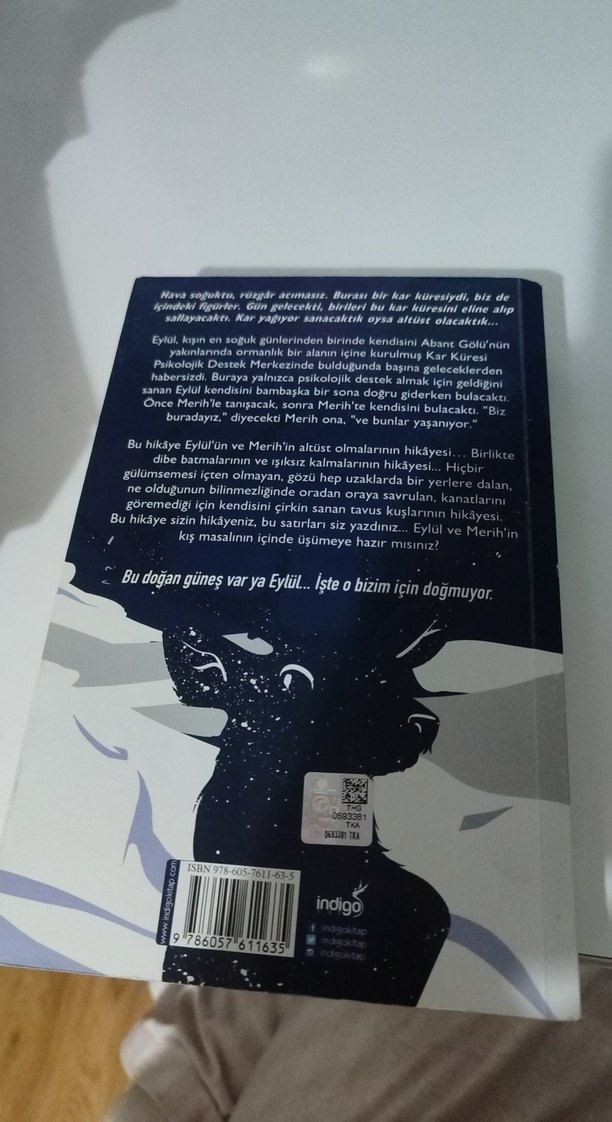 Hava soğuktu, rüzgâr acımasız. Burası bir kar küresiydi, biz de
içindeki figürler. Gün gelecekti, birileri bu kar küresini eline alıp
sallayacaktı. Kar yağıyor sanacaktık oysa altüst olacaktık...
Eylül, kışın en soğuk günlerinden birinde kendisini Abant Gölü'nün
yakınlarında ormanlık bir alanın içine kurulmuş Kar Küresi
Psikolojik Destek Merkezinde bulduğunda başına geleceklerden
habersizdi. Buraya yalnızca psikolojik destek almak için geldiğini
sanan Eylül kendisini bambaşka bir sona doğru giderken bulacaktı.
Önce Merih'le tanışacak, sonra Merih'te kendisini bulacaktı. "Biz
buradayız," diyecekti Merih ona, "ve bunlar yaşanıyor."
Bu hikâye Eylül'ün ve Merih'in altüst olmalarının hikâyesi... Birlikte
dibe batmalarının ve ışıksız kalmalarının hikâyesi... Hiçbir
gülümsemesi içten olmayan, gözü hep uzaklarda bir yerlere dalan,
ne olduğunun bilinmezliğinde oradan oraya savrulan, kanatlarını
göremediği için kendisini çirkin sanan tavus kuşlarının hikâyesi.
Bu hikâye sizin hikâyeniz, bu satırları siz yazdınız... Eylül ve Merih'in
kış masalının içinde üşümeye hazır mısınız?
Bu doğan güneş var ya Eylül... İşte o bizim için doğmuyor.
THG
0693381
TKA
0693381 TKA
www.indigokitap.com
ISBN 978-605-7611-63-5
9 786057 611635
indigo
indigokitap
indigokitap
indigokitap